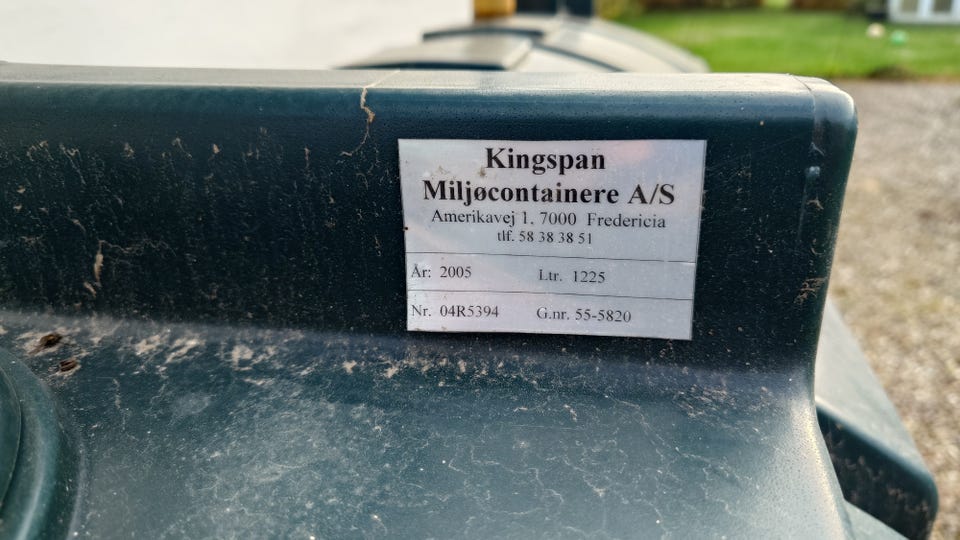 Kingspan
Miljøcontainere A/S
Amerikavej 1, 7000 Fredericia
tlf. 58 38 38 51
År: 2005 Ltr. 1225
Nr. 04R5394 G.nr. 55-5820